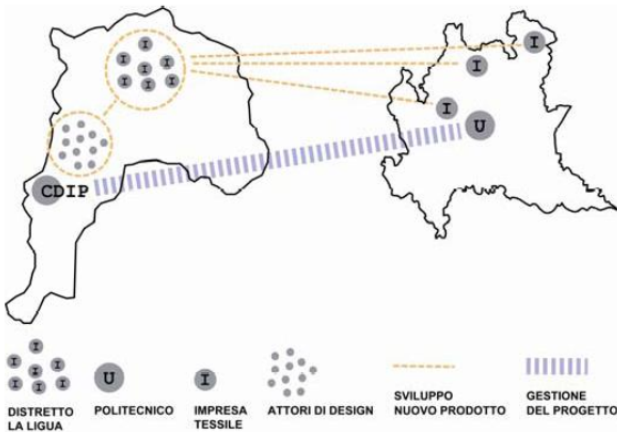 I
I I I
I I I
I
I
I
U
CDIP
I
I I
I I I
U
I
DISTRETTO
LA LIGUA
POLITECNICO
IMPRESA
TESSILE
ATTORI DI DESIGN
SVILUPPO
NUOVO PRODOTTO
GESTIONE
DEL PROGETTO